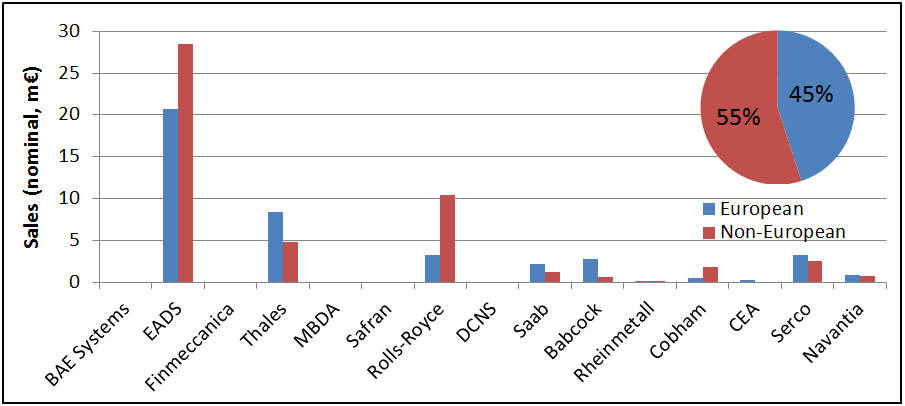 Sales (nominal, m€)
30
25
20
15
10
5
0
45%
55%
European
Non-European
BAE Systems
EADS
Finmeccanica
Thales
MBDA
Safran
Rolls-Royce
DCNS
Saab
Babcock
Rheinmetall
Cobham
CEA
Serco
Navantia